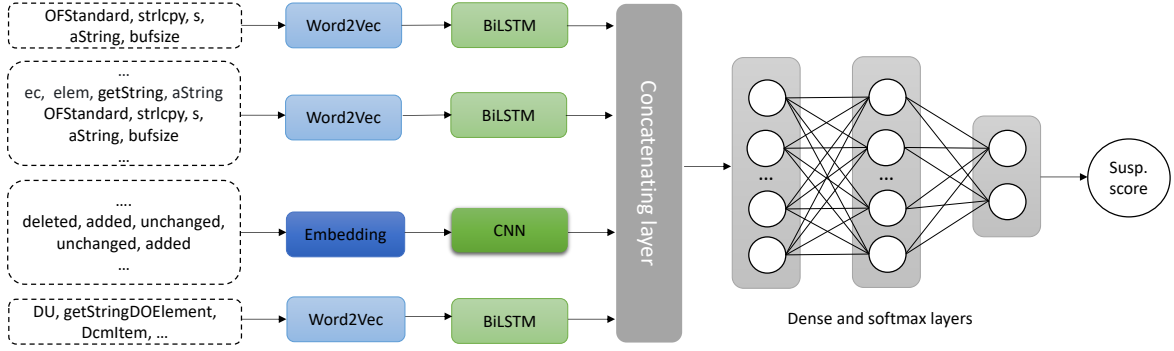 OFStandard, strlcpy, s,
aString, bufsize
Word2Vec
BiLSTM
...
ec, elem, getString, aString
OFStandard, strlcpy, s,
aString, bufsize
...
Word2Vec
BiLSTM
....
deleted, added, unchanged,
unchanged, added
...
Embedding
CNN
DU, getStringDOElement,
DcmItem, ...
Word2Vec
BiLSTM
Concatenating layer
...
...
Dense and softmax layers
Susp.
score